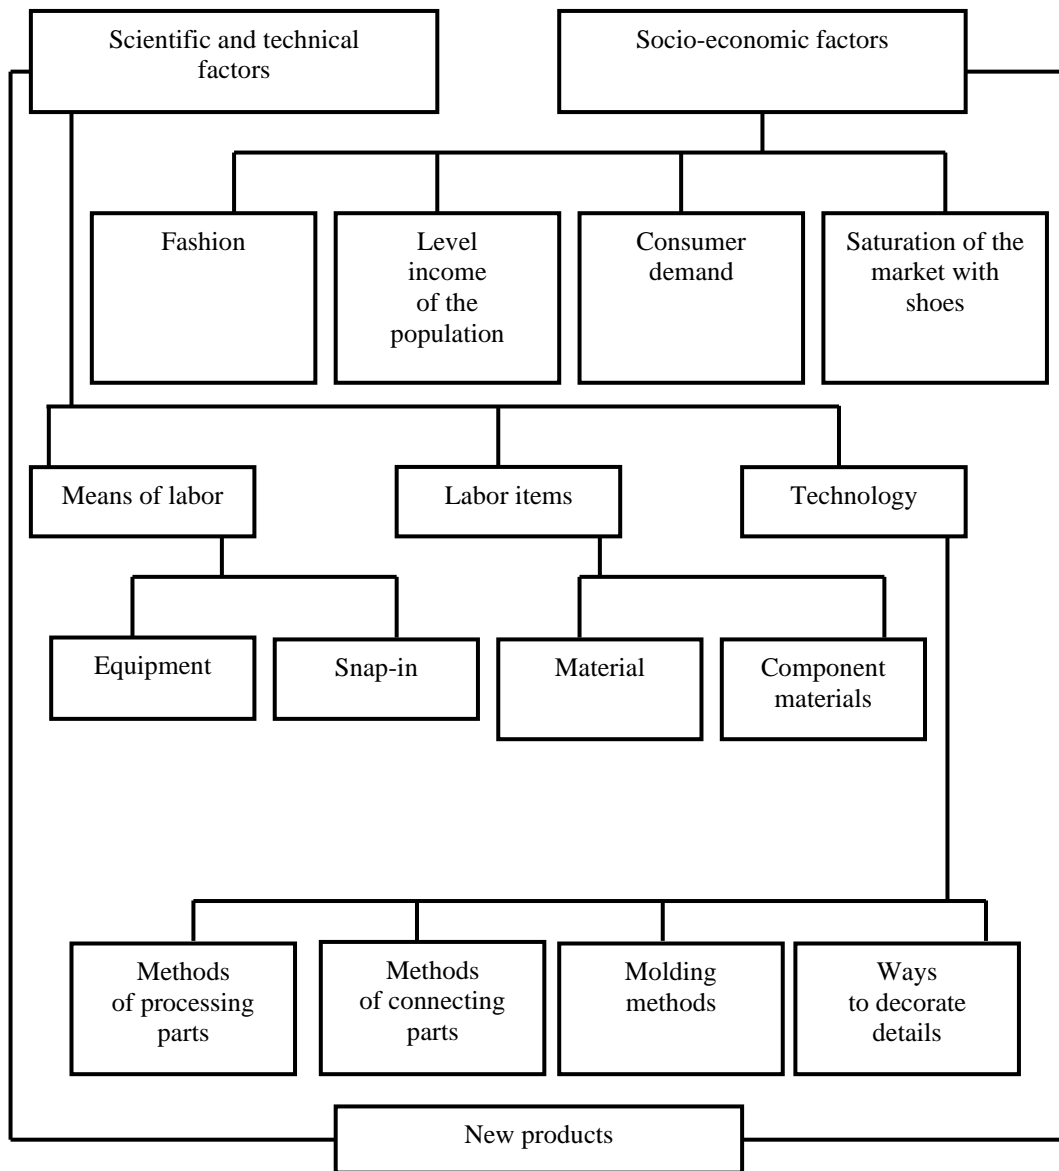 Scientific and technical
factors
Socio-economic factors
Fashion
Level
income
of the
population
Consumer
demand
Saturation of the
market with
shoes
Means of labor
Labor items
Technology
Equipment
Snap-in
Material
Component
materials
Methods
of processing
parts
Methods
of connecting
parts
Molding
methods
Ways
to decorate
details
New products